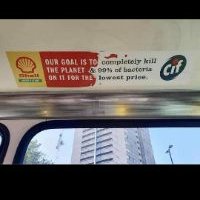 Shell
OUR GOAL IS TO completely kill
THE PLANET & 99% of bacteria
ON IT FOR THE lowest price.
Cif